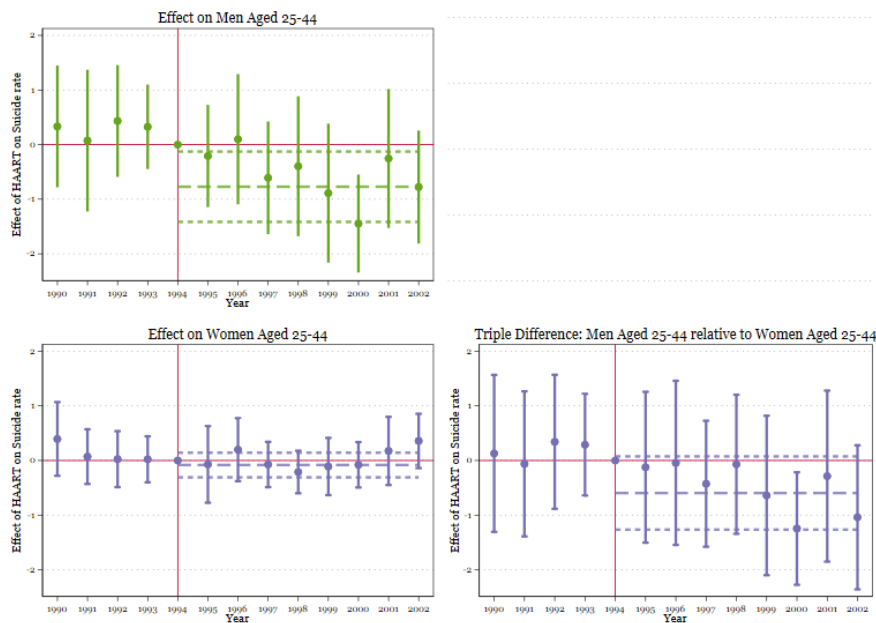 Effect on Men Aged 25-44
Effect of HAART on Suicide rate
2
1
0
-1
-2
1990 1991 1992 1993 1994 1995 1996 1997 1998 1999 2000 2001 2002
Year
Effect on Women Aged 25-44
Effect of HAART on Suicide rate
2
1
0
-1
-2
1990 1991 1992 1993 1994 1995 1996 1997 1998 1999 2000 2001 2002
Year
Triple Difference: Men Aged 25-44 relative to Women Aged 25-44
Effect of HAART on Suicide rate
2
1
0
-1
-2
1990 1991 1992 1993 1994 1995 1996 1997 1998 1999 2000 2001 2002
Year